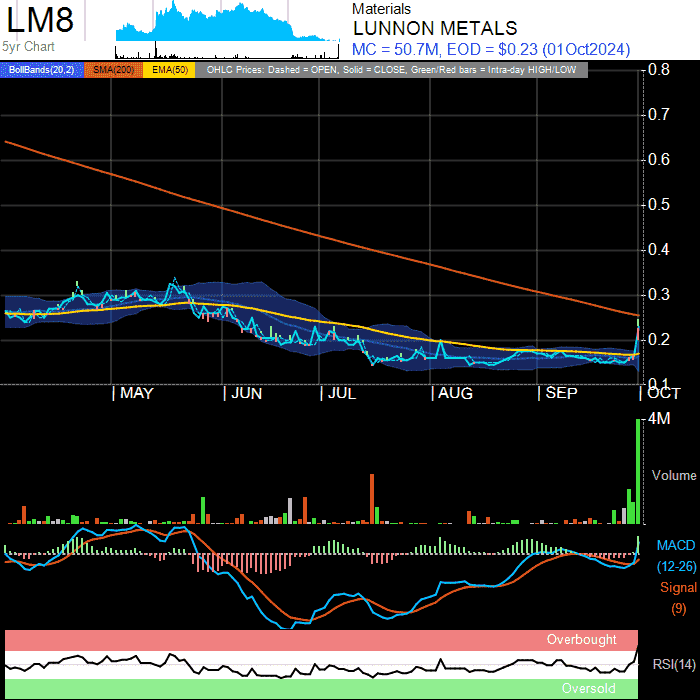 LM8
5yr Chart
Materials
LUNNON METALS
MC = 50.7M, EOD = $0.23 (01Oct2024)
BollBands(20,2) SMA(200) EMA(50) OHLC Prices: Dashed = OPEN, Solid = CLOSE, Green/Red bars = Intra-day HIGH/LOW
0.8
0.7
0.6
0.5
0.4
0.3
0.2
0.1
MAY JUN JUL AUG SEP OCT
4M
Volume
MACD
(12-26)
Signal
(9)
Overbought
RSI(14)
Oversold